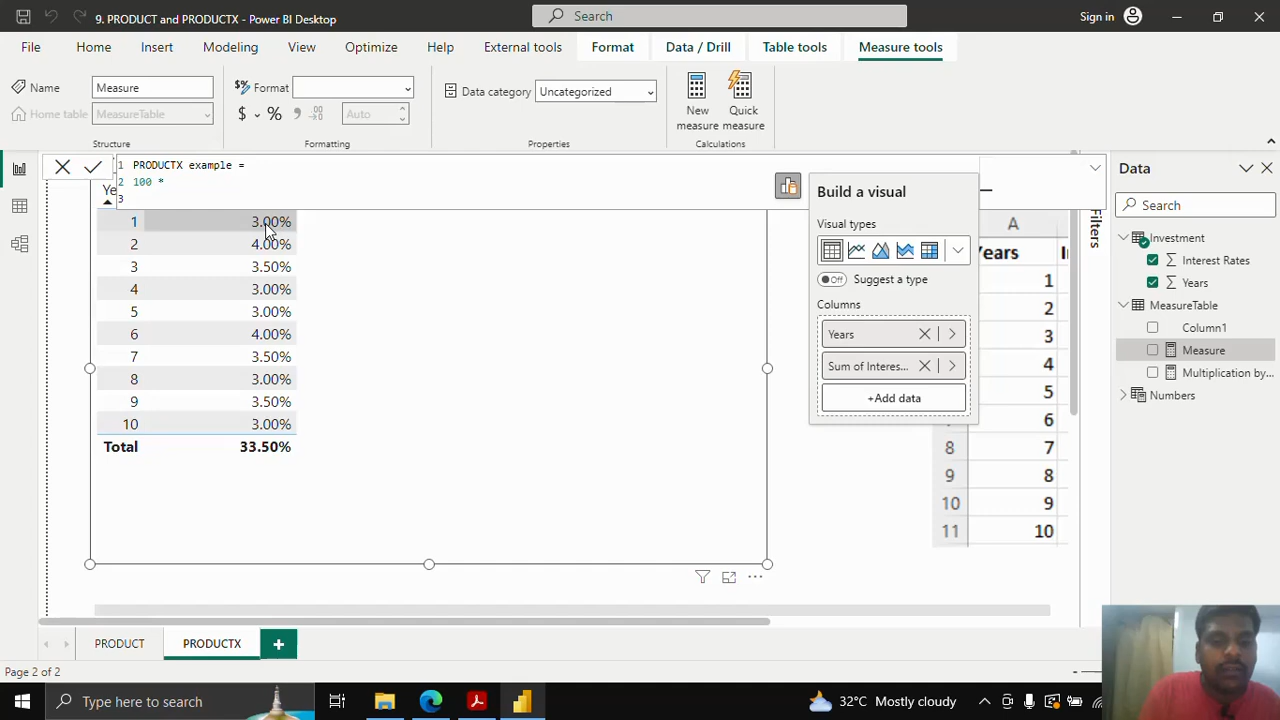 9. PRODUCT and PRODUCTX - Power BI Desktop
Search
Sign in
File
Home
Insert
Modeling
View
Optimize
Help
External tools
Format
Data / Drill
Table tools
Measure tools
Name
Measure
Home table
MeasureTable
Structure
Format
$ % Auto
Formatting
Data category
Uncategorized
Properties
New measure
Quick measure
Calculations
1 PRODUCTX example =
2 100 *
3
Ye
1 3.00%
2 4.00%
3 3.50%
4 3.00%
5 3.00%
6 4.00%
7 3.50%
8 3.00%
9 3.50%
10 3.00%
Total 33.50%
Build a visual
Visual types
Off Suggest a type
Columns
Years
Sum of Interes...
+Add data
A
Years
1
2
3
4
5
6
8 7
9 8
10 9
11 10
Filters
Data
Search
Investment
Interest Rates
Years
MeasureTable
Column1
Measure
Multiplication by...
Numbers
PRODUCT
PRODUCTX
Page 2 of 2
Type here to search
32°C Mostly cloudy